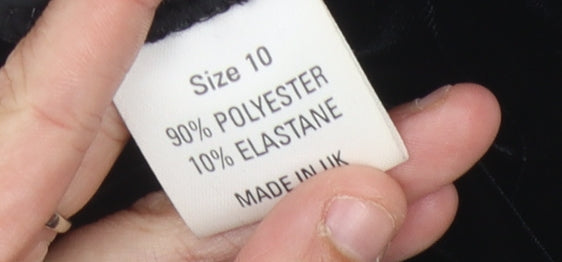 Size 10
90% POLYESTER
10% ELASTANE
MADE IN UK